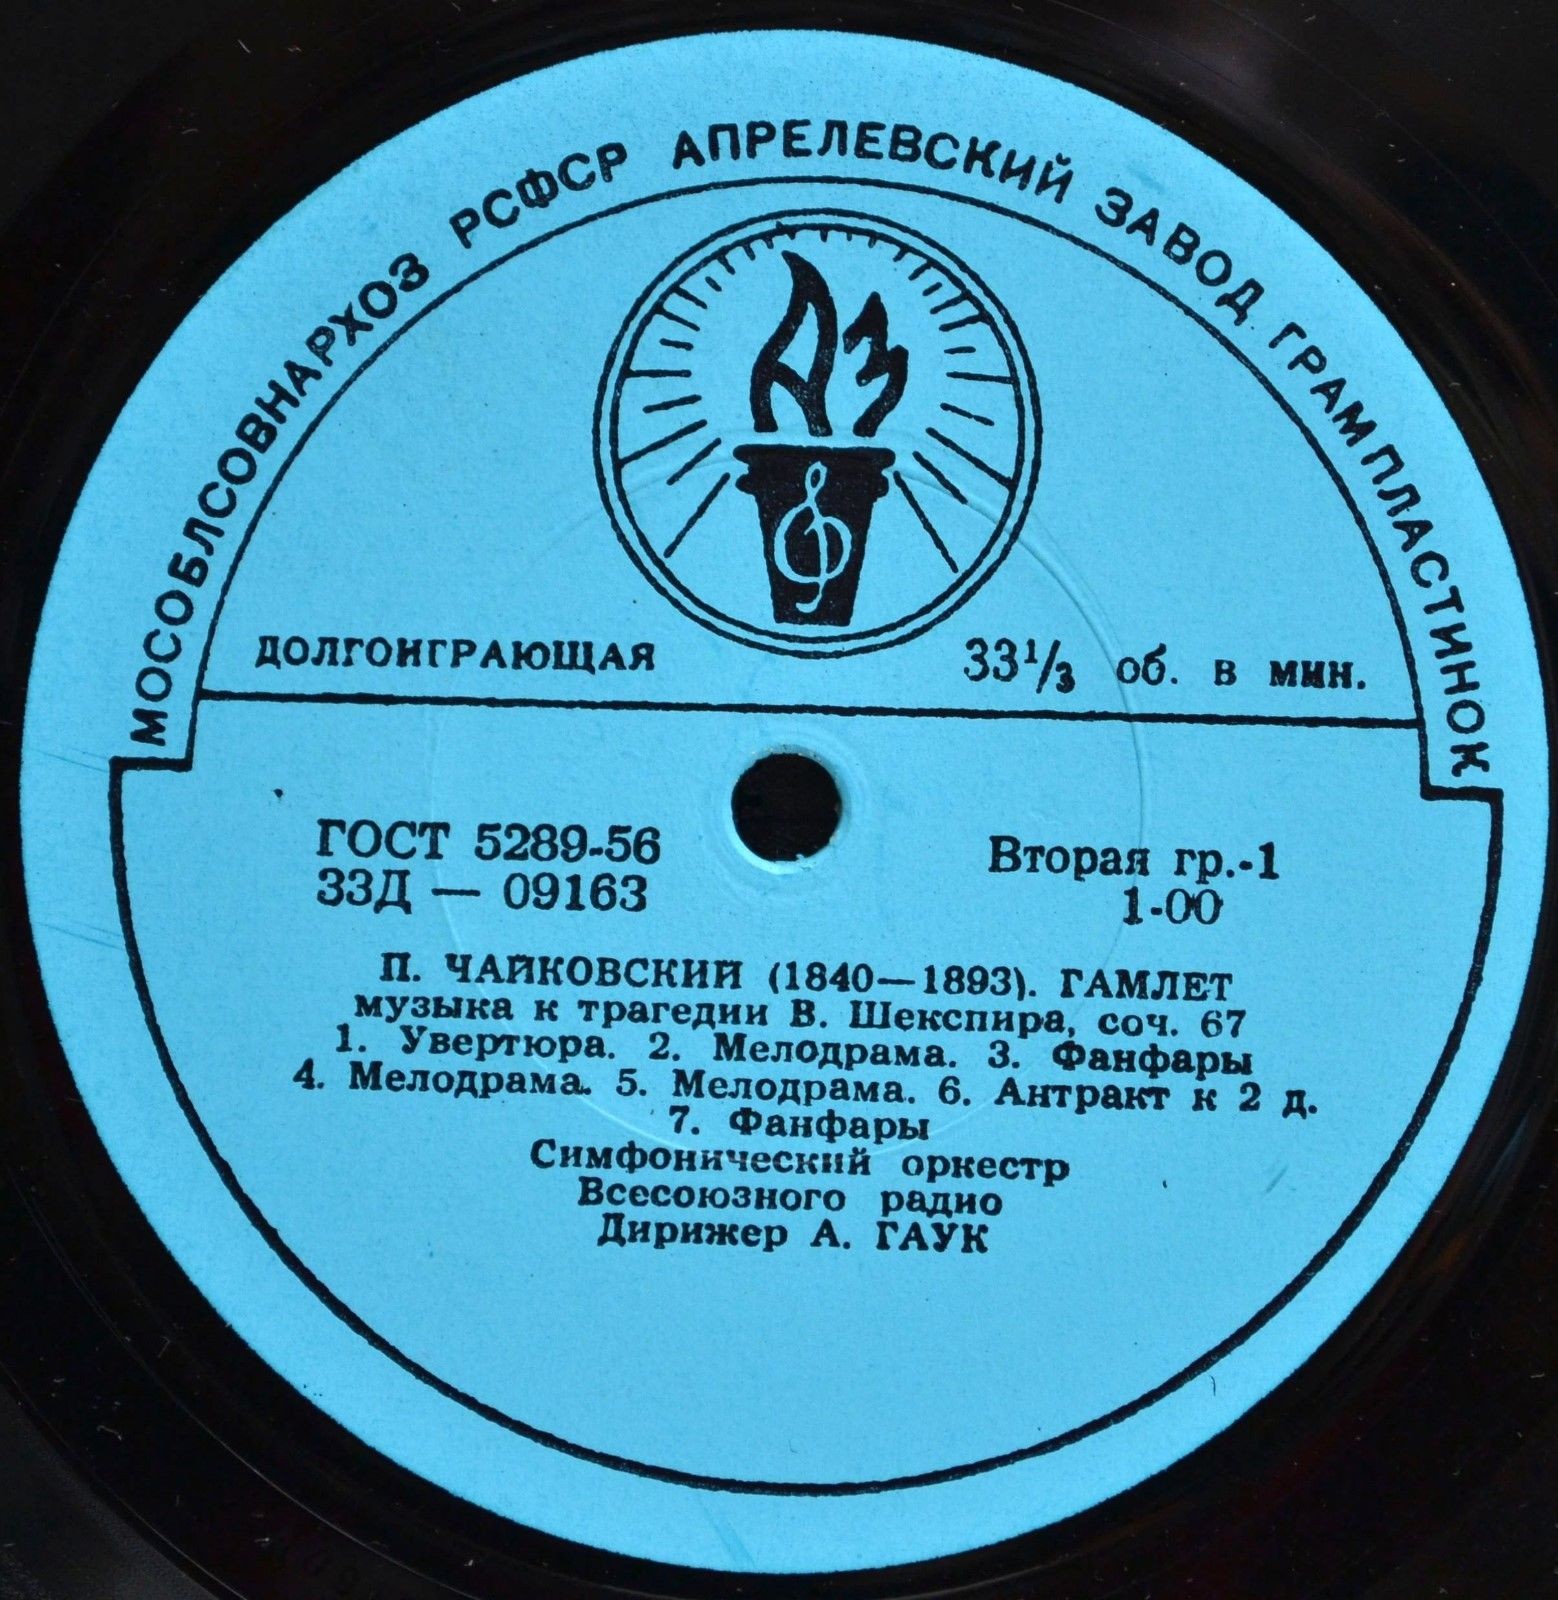 МОСОБЛСОВНАРХОЗ РСФСР АПРЕЛЕВСКИЙ ЗАВОД ГРАМПЛАСТИНОК
АЗ
ДОЛГОИГРАЮЩАЯ 33⅓ об. в мин.
ГОСТ 5289-56 Вторая гр.-1
33Д — 09163 1-00
П. ЧАЙКОВСКИЙ (1840—1893). ГАМЛЕТ
музыка к трагедии В. Шекспира, соч. 67
1. Увертюра. 2. Мелодрама. 3. Фанфары
4. Мелодрама. 5. Мелодрама. 6. Антракт к 2 д.
7. Фанфары
Симфонический оркестр
Всесоюзного радио
Дирижер А. ГАУК